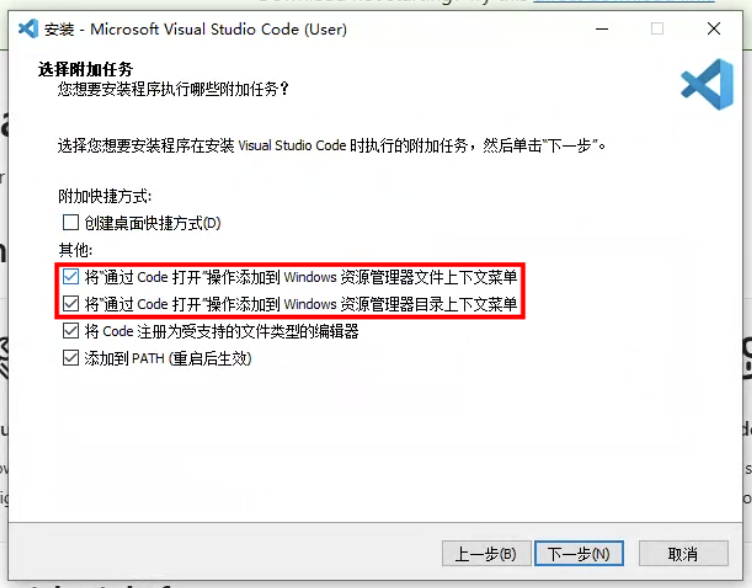 安装 - Microsoft Visual Studio Code (User)
选择附加任务
您想要安装程序执行哪些附加任务?
选择您想要安装程序在安装 Visual Studio Code 时执行的附加任务，然后单击“下一步”。
附加快捷方式:
创建桌面快捷方式(D)
其他:
将“通过 Code 打开”操作添加到 Windows 资源管理器文件上下文菜单
将“通过 Code 打开”操作添加到 Windows 资源管理器目录上下文菜单
将 Code 注册为受支持的文件类型的编辑器
添加到 PATH (重启后生效)
上一步(B) 下一步(N) 取消